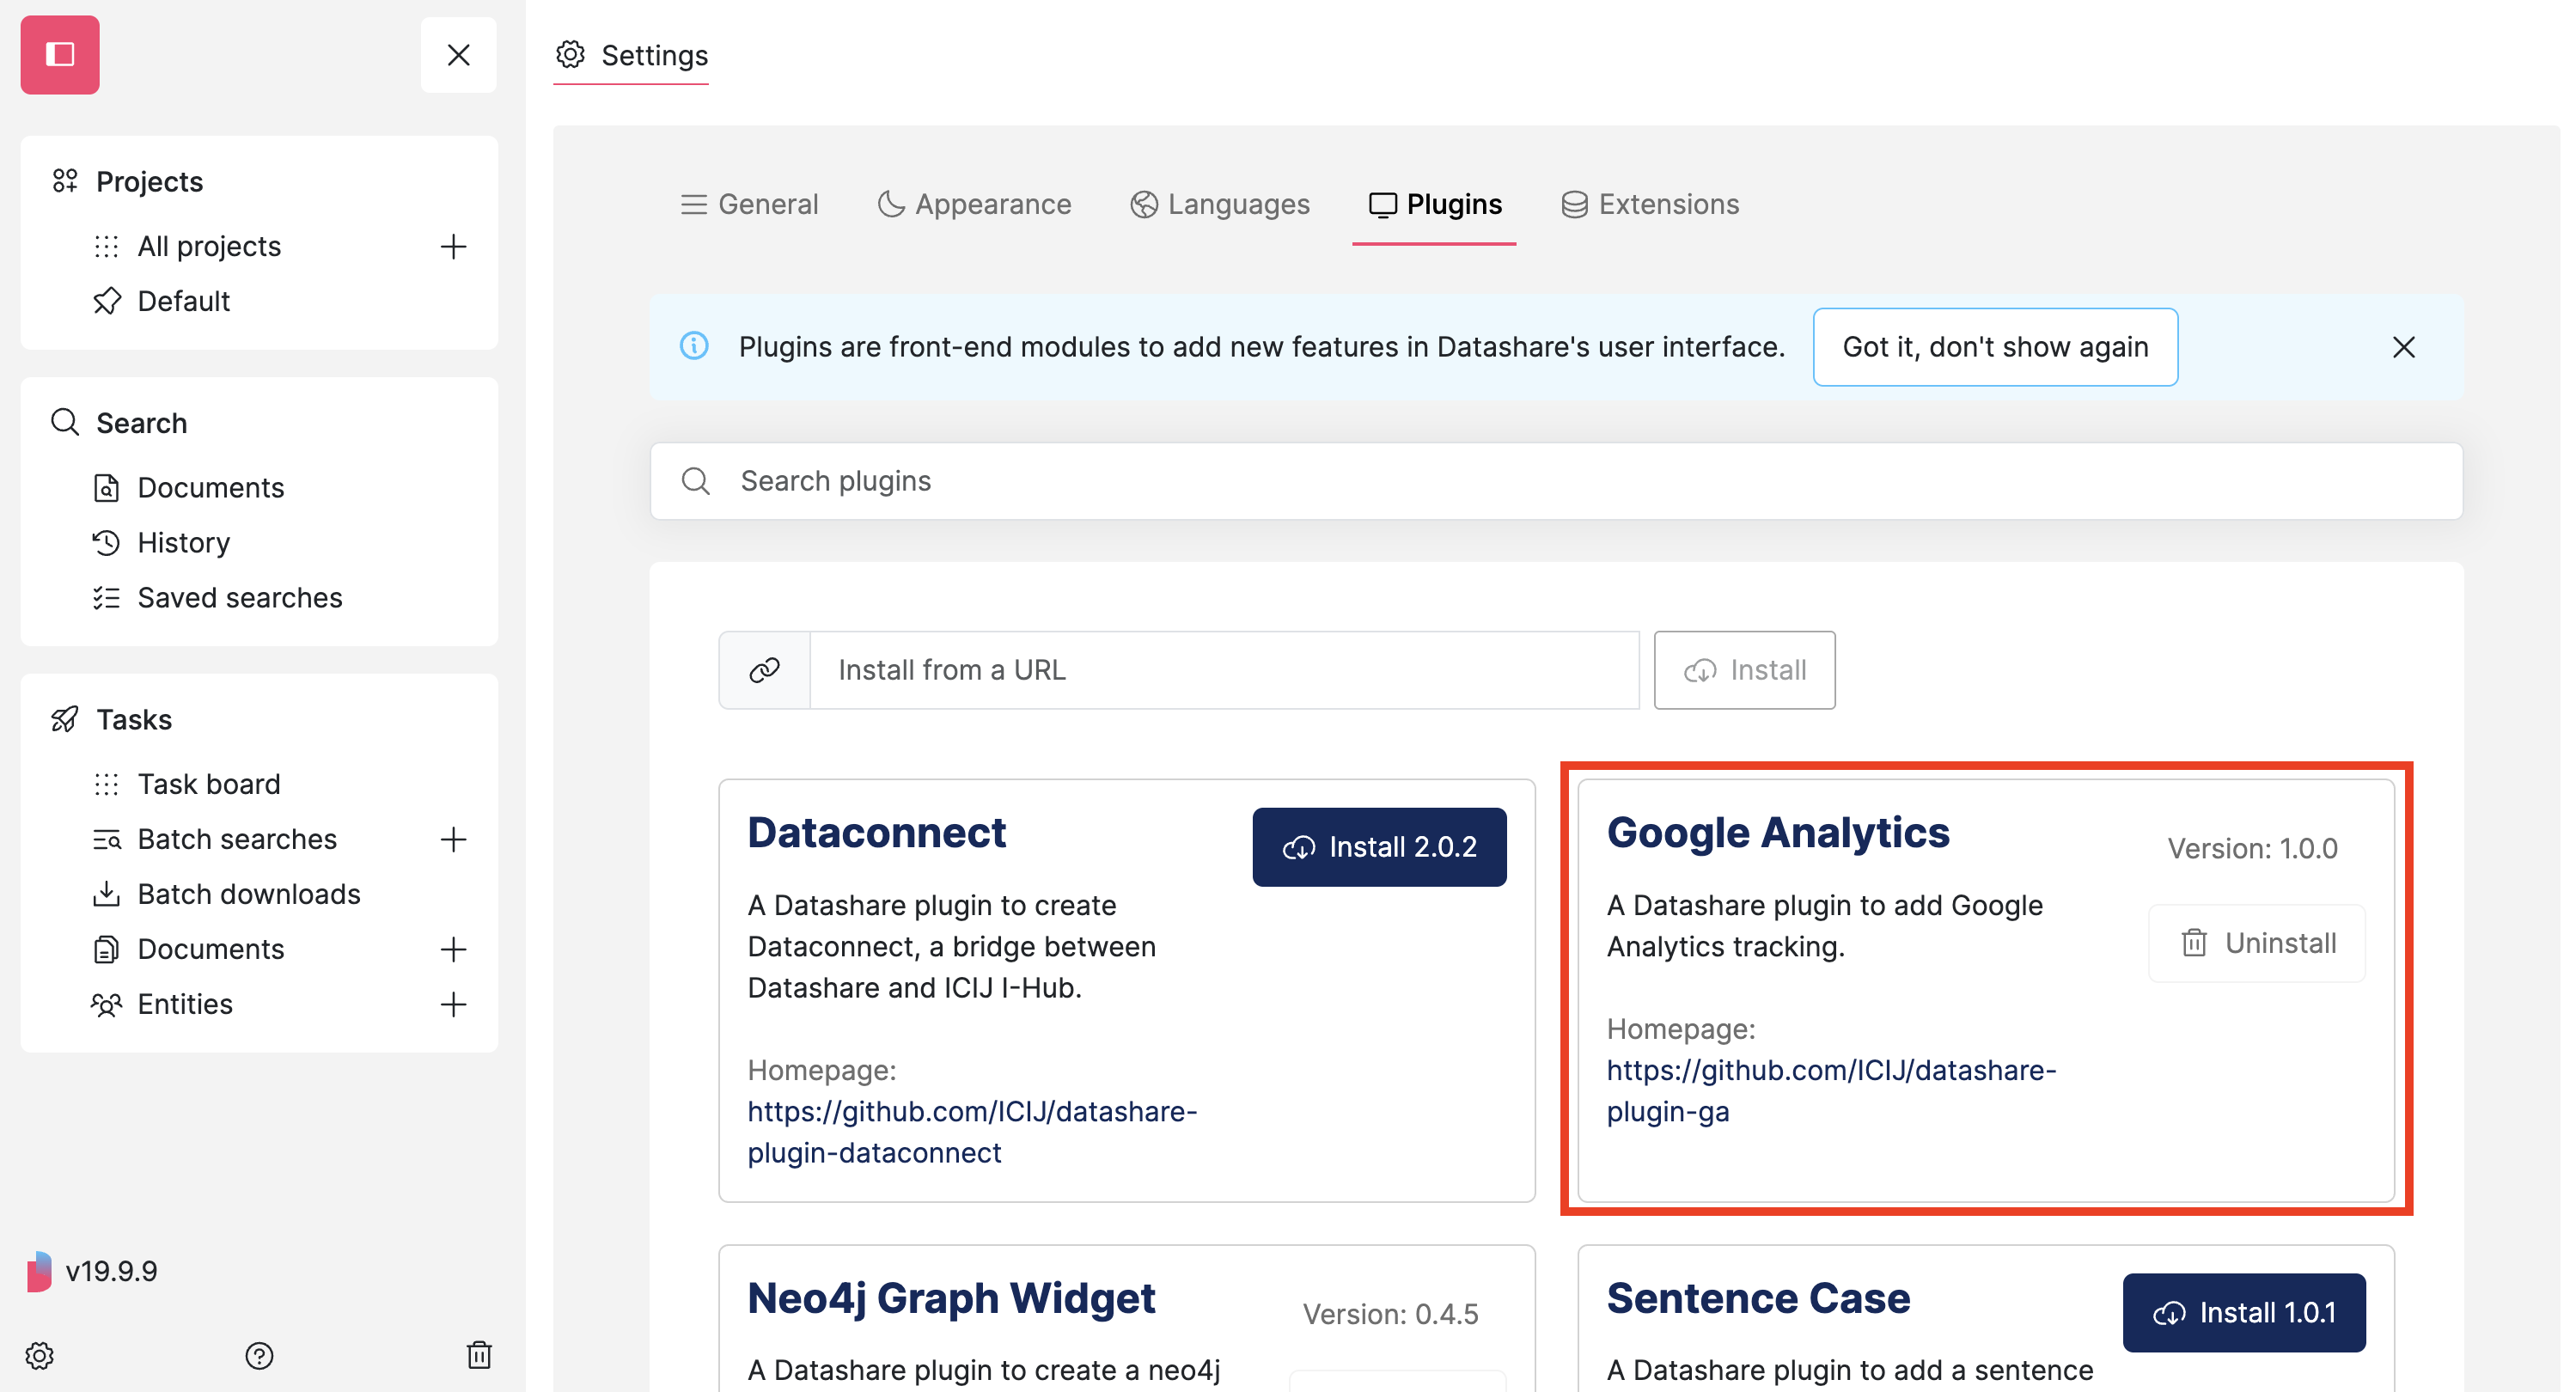 Projects
All projects
Default
Search
Documents
History
Saved searches
Tasks
Task board
Batch searches
Batch downloads
Documents
Entities
v19.9.9
Settings
General
Appearance
Languages
Plugins
Extensions
Plugins are front-end modules to add new features in Datashare's user interface.
Got it, don't show again
Search plugins
Install from a URL
Install
Dataconnect
Install 2.0.2
A Datashare plugin to create
Dataconnect, a bridge between
Datashare and ICIJ I-Hub.
Homepage:
https://github.com/ICIJ/datashare-
plugin-dataconnect
Google Analytics
Version: 1.0.0
A Datashare plugin to add Google
Analytics tracking.
Uninstall
Homepage:
https://github.com/ICIJ/datashare-
plugin-ga
Neo4j Graph Widget
Version: 0.4.5
A Datashare plugin to create a neo4j
Sentence Case
Install 1.0.1
A Datashare plugin to add a sentence